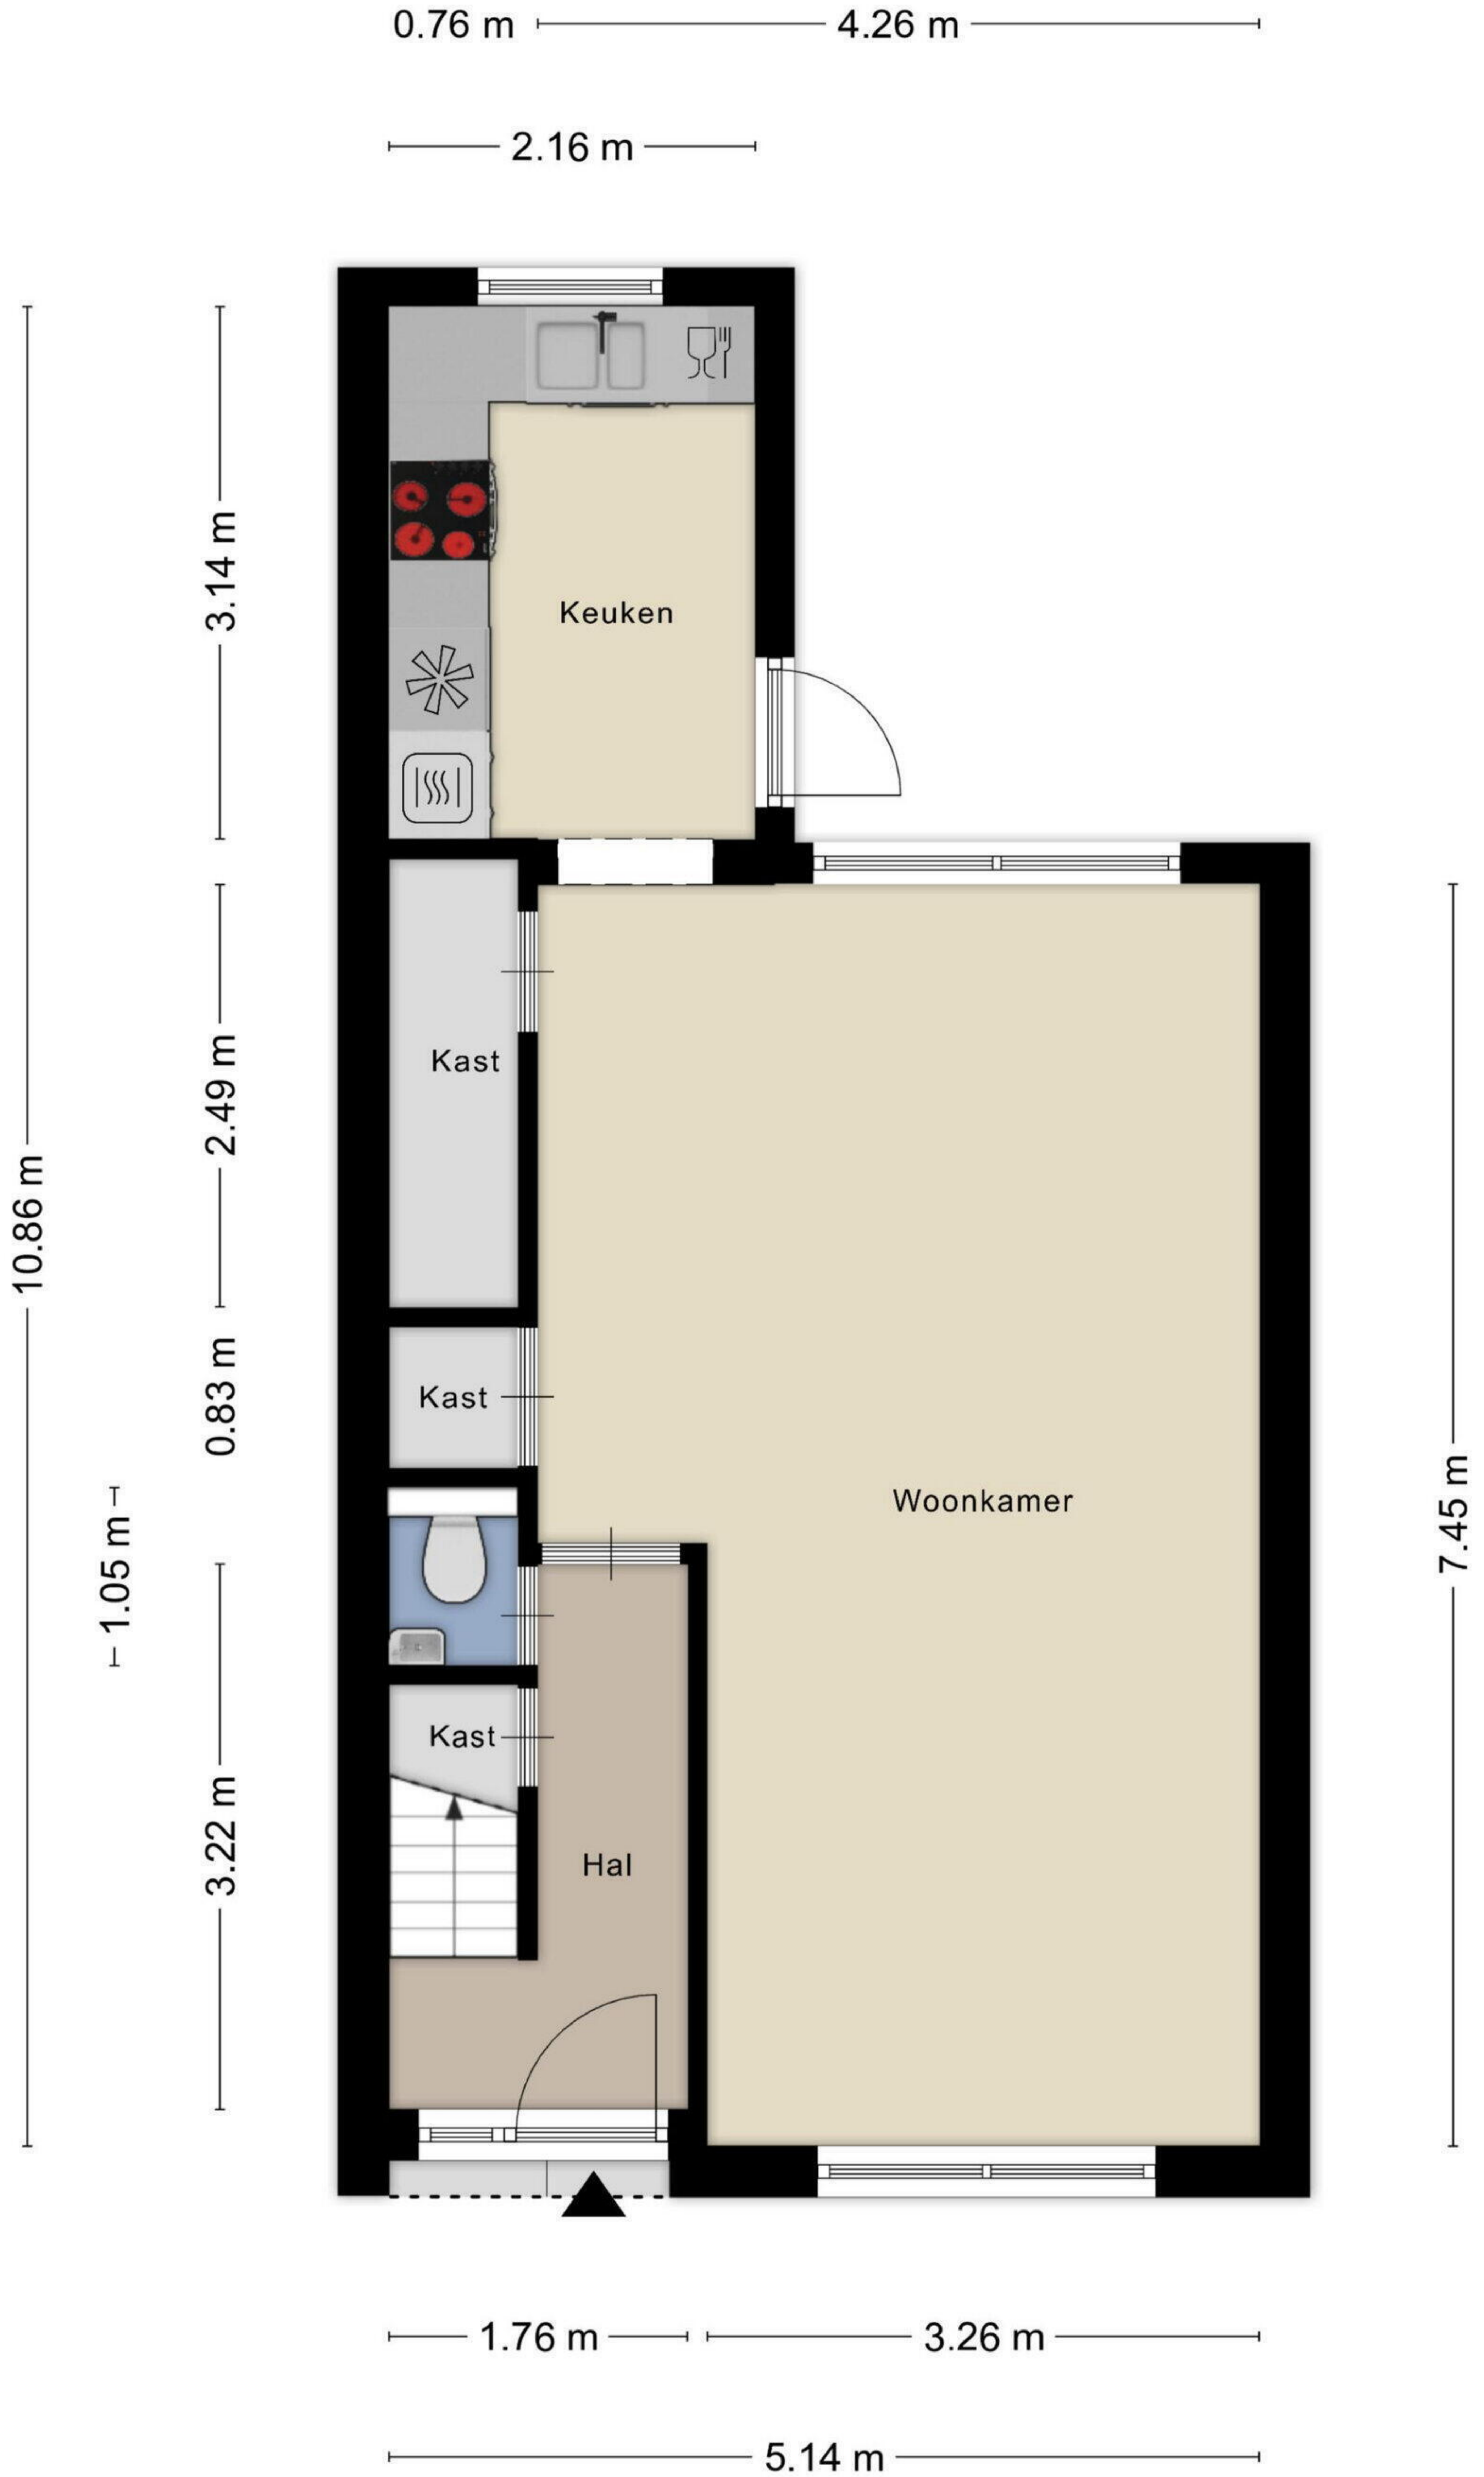 0.76 m
4.26 m
2.16 m
3.14 m
Keuken
2.49 m
Kast
10.86 m
0.83 m
Kast
Woonkamer
7.45 m
1.05 m
Kast
3.22 m
Hal
1.76 m
3.26 m
5.14 m